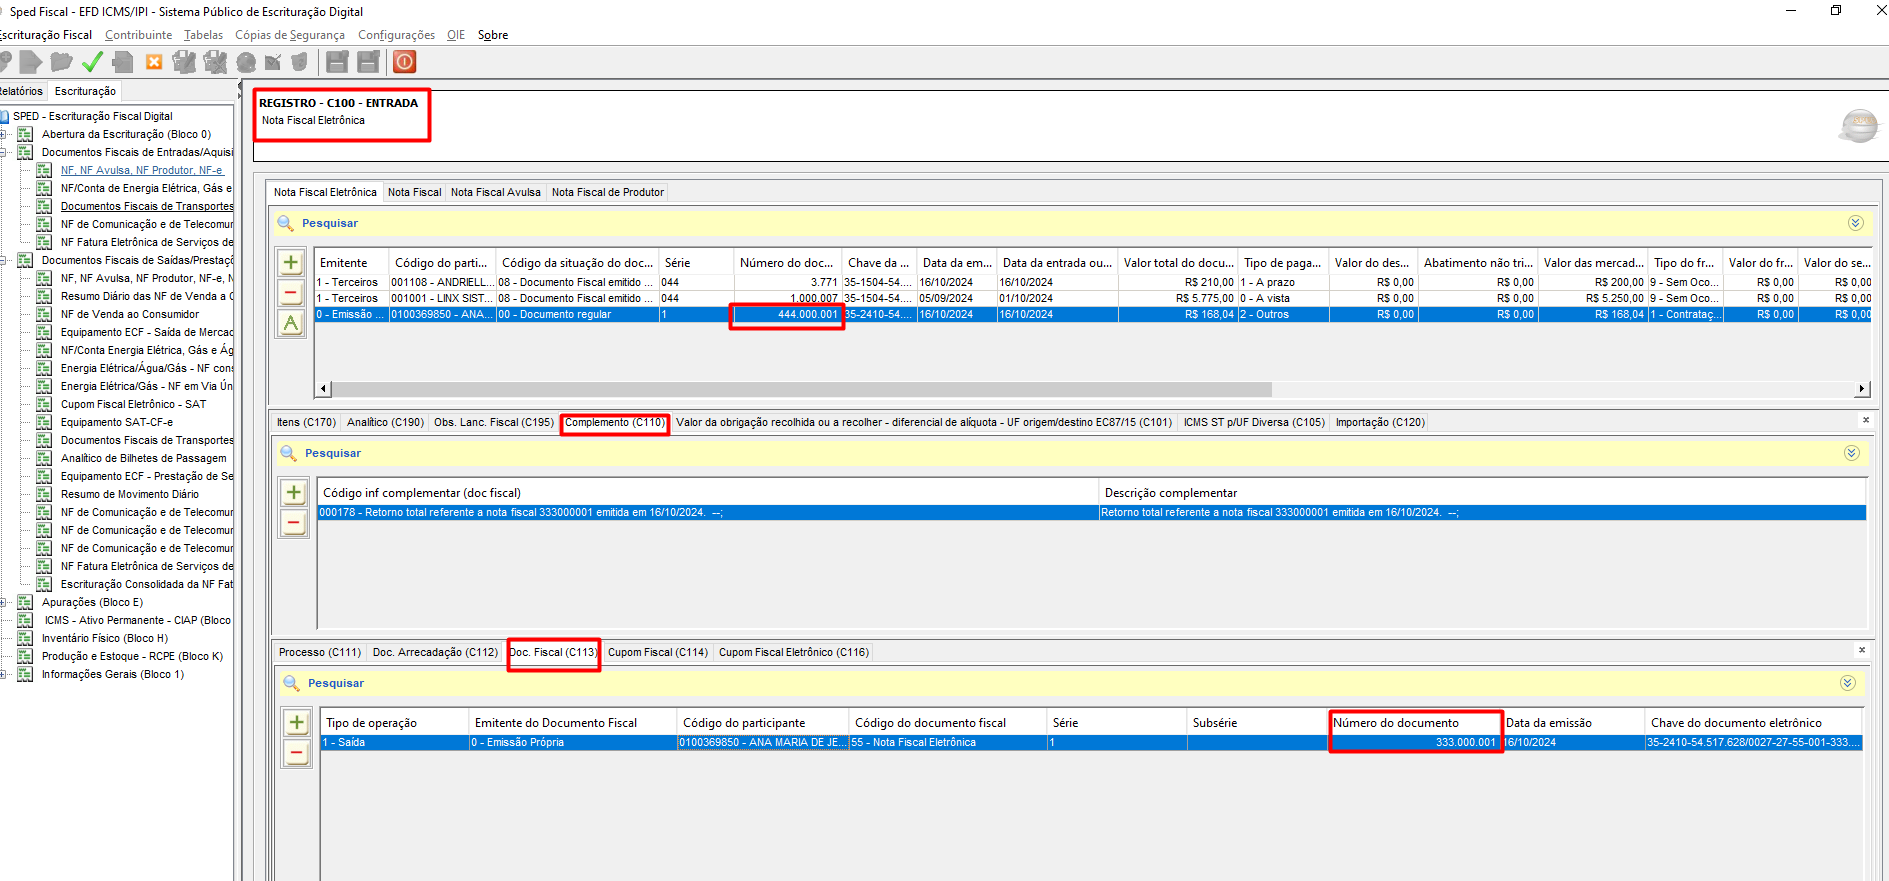 Sped Fiscal - EFD ICMS/IPI - Sistema Público de Escrituração Digital
Escrituração Fiscal Contribuinte Tabelas Cópias de Segurança Configurações OIE Sobre
Relatórios Escrituração
SPED - Escrituração Fiscal Digital
Abertura da Escrituração (Bloco 0)
Documentos Fiscais de Entradas/Aquisi
NF, NF Avulsa, NF Produtor, NF-e
NF/Conta de Energia Elétrica, Gás e
Documentos Fiscais de Transportes
NF de Comunicação e de Telecomur
NF Fatura Eletrônica de Serviços de
Documentos Fiscais de Saídas/Prestaçõ
NF, NF Avulsa, NF Produtor, NF-e, N
Resumo Diário das NF de Venda a C
NF de Venda ao Consumidor
Equipamento ECF - Saída de Mercad
NF/Conta Energia Elétrica, Gás e Ág
Energia Elétrica/Água/Gás - NF cons
Energia Elétrica/Gás - NF em Via Ún
Cupom Fiscal Eletrônico - SAT
Equipamento SAT-CF-e
Documentos Fiscais de Transportes
Analítico de Bilhetes de Passagem
Equipamento ECF - Prestação de Se
Resumo de Movimento Diário
NF de Comunicação e de Telecomur
NF de Comunicação e de Telecomur
NF de Comunicação e de Telecomur
NF Fatura Eletrônica de Serviços de
Escrituração Consolidada da NF Fat
Apurações (Bloco E)
ICMS - Ativo Permanente - CIAP (Bloco
Inventário Físico (Bloco H)
Produção e Estoque - RCPE (Bloco K)
Informações Gerais (Bloco 1)
REGISTRO - C100 - ENTRADA
Nota Fiscal Eletrônica
Nota Fiscal Eletrônica Nota Fiscal Nota Fiscal Avulsa Nota Fiscal de Produtor
Pesquisar
Emitente Código do parti... Código da situação do doc... Série Número do doc... Chave da ... Data da em... Data da entrada ou... Valor total do docu... Tipo de paga... Valor do des... Abatimento não tri... Valor das mercad... Tipo do fr... Valor do fr... Valor do se...
1 - Terceiros 001108 - ANDRIELL... 08 - Documento Fiscal emitido ... 044 3.771 35-1504-54.... 16/10/2024 16/10/2024 R$ 210,00 1 - A prazo R$ 0,00 R$ 0,00 R$ 200,00 9 - Sem Oco... R$ 0,00 R$ 0,00
1 - Terceiros 001001 - LINX SIST... 08 - Documento Fiscal emitido ... 044 1.000.007 35-1504-54.... 05/09/2024 01/10/2024 R$ 5.775,00 0 - A vista R$ 0,00 R$ 0,00 R$ 5.250,00 9 - Sem Oco... R$ 0,00 R$ 0,00
0 - Emissão ... 0100369850 - ANA... 00 - Documento regular 1 444.000.001 35-2410-54.... 16/10/2024 16/10/2024 R$ 168,04 2 - Outros R$ 0,00 R$ 0,00 R$ 168,04 1 - Contrataç... R$ 0,00 R$ 0,00
Itens (C170) Analítico (C190) Obs. Lanc. Fiscal (C195) Complemento (C110) Valor da obrigação recolhida ou a recolher - diferencial de alíquota - UF origem/destino EC87/15 (C101) ICMS ST p/UF Diversa (C105) Importação (C120)
Pesquisar
Código inf complementar (doc fiscal) Descrição complementar
000178 - Retorno total referente a nota fiscal 333000001 emitida em 16/10/2024. --; Retorno total referente a nota fiscal 333000001 emitida em 16/10/2024. --;
Processo (C111) Doc. Arrecadação (C112) Doc. Fiscal (C113) Cupom Fiscal (C114) Cupom Fiscal Eletrônico (C116)
Pesquisar
Tipo de operação Emitente do Documento Fiscal Código do participante Código do documento fiscal Série Subsérie Número do documento Data da emissão Chave do documento eletrônico
1 - Saída 0 - Emissão Própria 0100369850 - ANA MARIA DE JE... 55 - Nota Fiscal Eletrônica 1 333.000.001 16/10/2024 35-2410-54.517.628/0027-27-55-001-333....